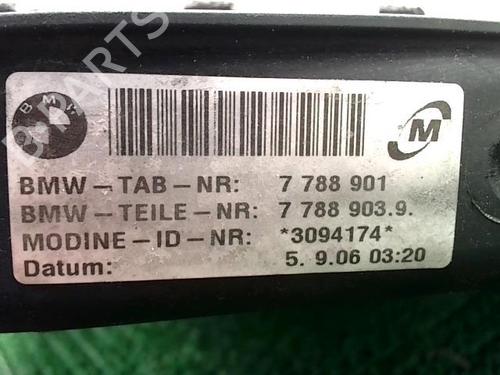 BMW
B-PARTS
M
BMW-TAB-NR: 7 788 901
BMW-TEILE-NR: 7 788 903.9.
MODINE-ID-NR: *3094174*
Datum: 5. 9.06 03:20